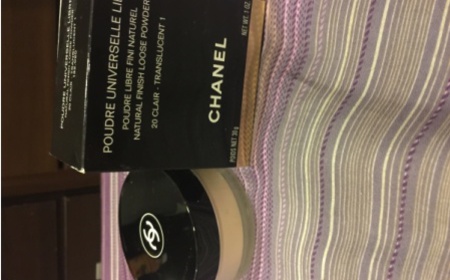 POUDRE UNIVERSELLE LI
POUDRE LIBRE FINI NATUREL
NATURAL FINISH LOOSE POWDER
20 CLAIR - TRANSLUCENT 1
CHANEL
POIDS NET 30 g
NET WT. 1 OZ